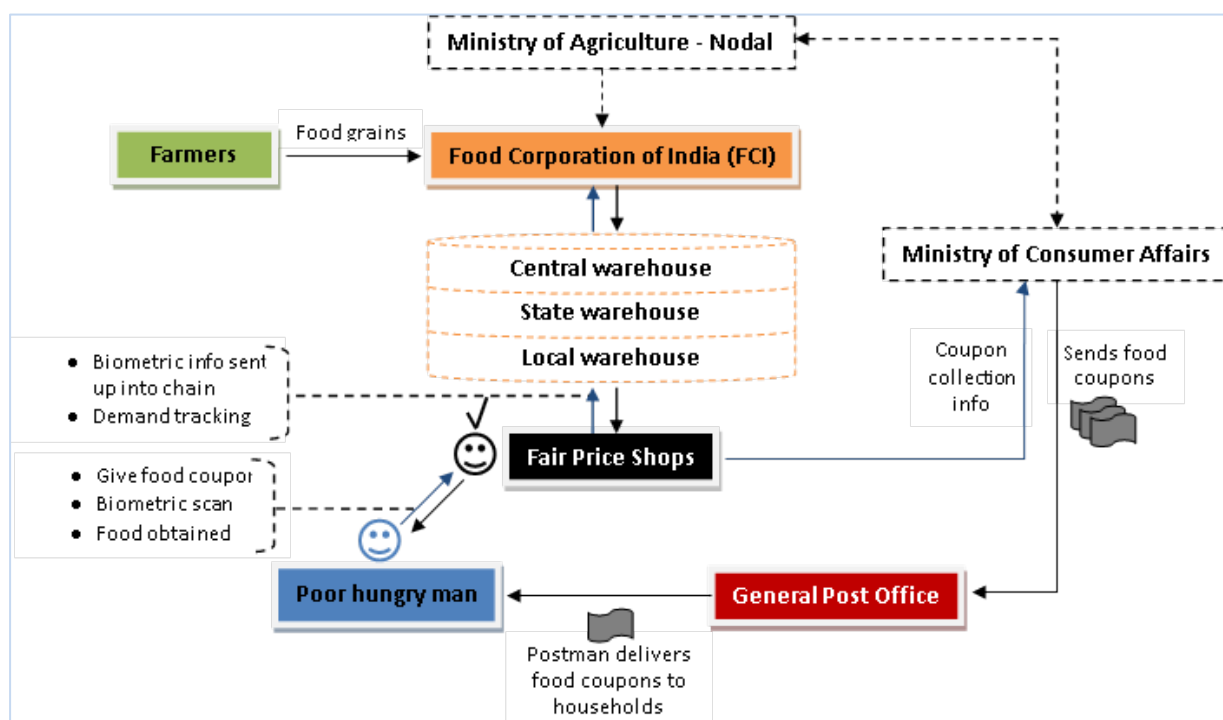 Ministry of Agriculture - Nodal
Food grains
Farmers
Food Corporation of India (FCI)
Central warehouse
State warehouse
Local warehouse
Ministry of Consumer Affairs
● Biometric info sent
up into chain
● Demand tracking
Coupon
collection
info
Sends food
coupons
Fair Price Shops
● Give food coupon
● Biometric scan
● Food obtained
Poor hungry man
General Post Office
Postman delivers
food coupons to
households